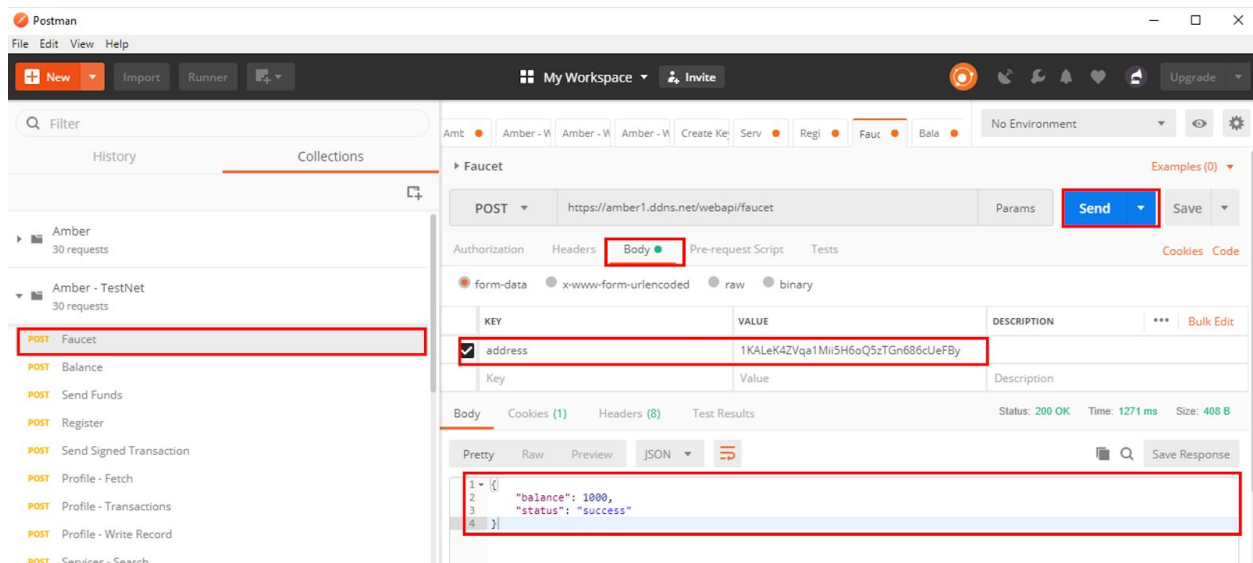 Postman
File Edit View Help
New Import Runner My Workspace Invite Upgrade
Filter
History Collections
Amber
30 requests
Amber - TestNet
30 requests
POST Faucet
POST Balance
POST Send Funds
POST Register
POST Send Signed Transaction
POST Profile - Fetch
POST Profile - Transactions
POST Profile - Write Record
POST Services - Search
Amb Amber - W Amber - W Amber - W Create Key Serv Regi Fauc Bala
No Environment
Faucet Examples (0)
POST https://amber1.ddns.net/webapi/faucet Params Send Save
Authorization Headers Body Pre-request Script Tests Cookies Code
form-data x-www-form-urlencoded raw binary
KEY VALUE DESCRIPTION ••• Bulk Edit
address 1KALeK4ZVqa1Mii5H6oQ5zTGn686cUeFBy
Key Value Description
Body Cookies (1) Headers (8) Test Results Status: 200 OK Time: 1271 ms Size: 408 B
Pretty Raw Preview JSON Save Response
1 {
2 "balance": 1000,
3 "status": "success"
4 }